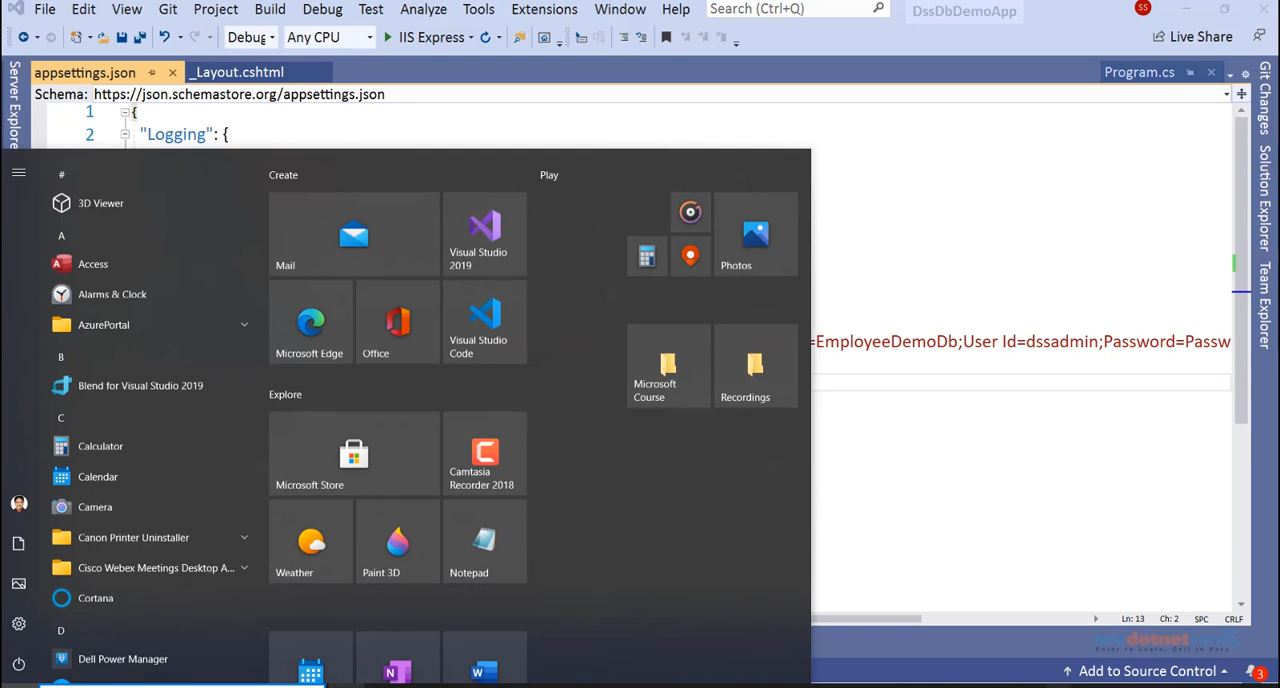 File Edit View Git Project Build Debug Test Analyze Tools Extensions Window Help Search (Ctrl+Q) DssDbDemoApp SS
Debug Any CPU IIS Express Live Share
appsettings.json _Layout.cshtml Program.cs
Schema: https://json.schemastore.org/appsettings.json
1 {
2 "Logging": {
=EmployeeDemoDb;User Id=dssadmin;Password=Passw
Server Explore
Git Changes
Solution Explorer
Team Explorer
#
3D Viewer
A
Access
Alarms & Clock
AzurePortal
B
Blend for Visual Studio 2019
C
Calculator
Calendar
Camera
Canon Printer Uninstaller
Cisco Webex Meetings Desktop A...
Cortana
D
Dell Power Manager
Create
Mail
Visual Studio
2019
Microsoft Edge
Office
Visual Studio
Code
Explore
Microsoft Store
Camtasia
Recorder 2018
Weather
Paint 3D
Notepad
Play
Photos
Microsoft
Course
Recordings
Ln: 13 Ch: 2 SPC CRLF
Add to Source Control 3